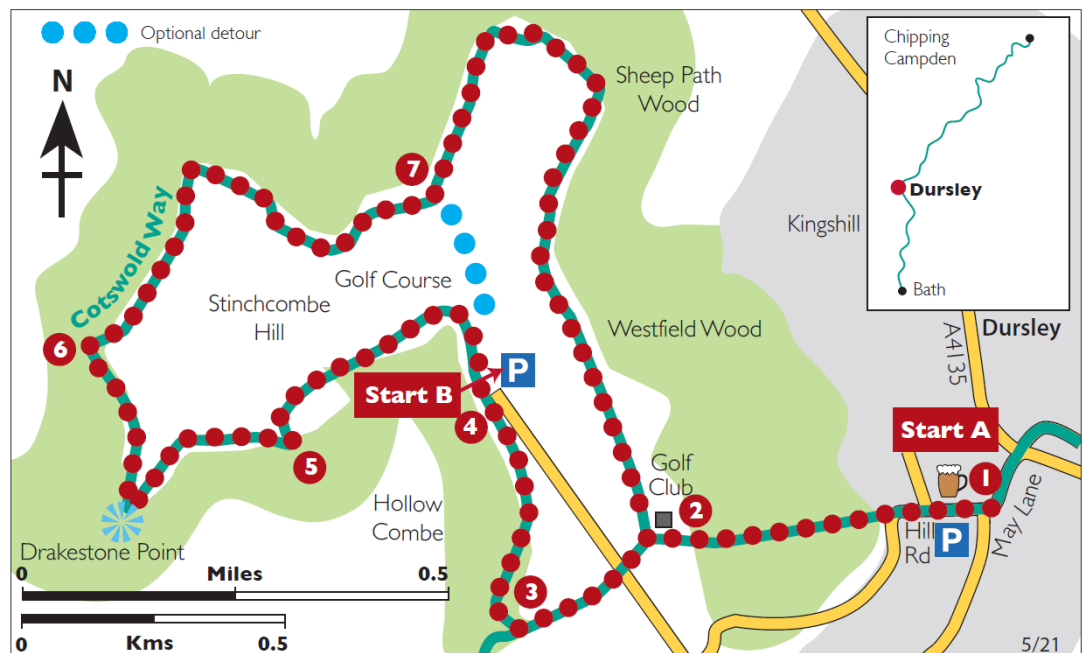 Optional detour
N
Sheep Path
Wood
Chipping
Campden
Dursley
Bath
7
Cotswold Way
Kingshill
Golf Course
Stinchcombe
Hill
Westfield Wood
A4135
Dursley
6
P
Start B
4
Start A
5
Golf
Club
2
1
Hollow
Combe
Hill
Rd
P
May Lane
Drakestone Point
3
0 Miles 0.5
Kms
0 0.5
5/21